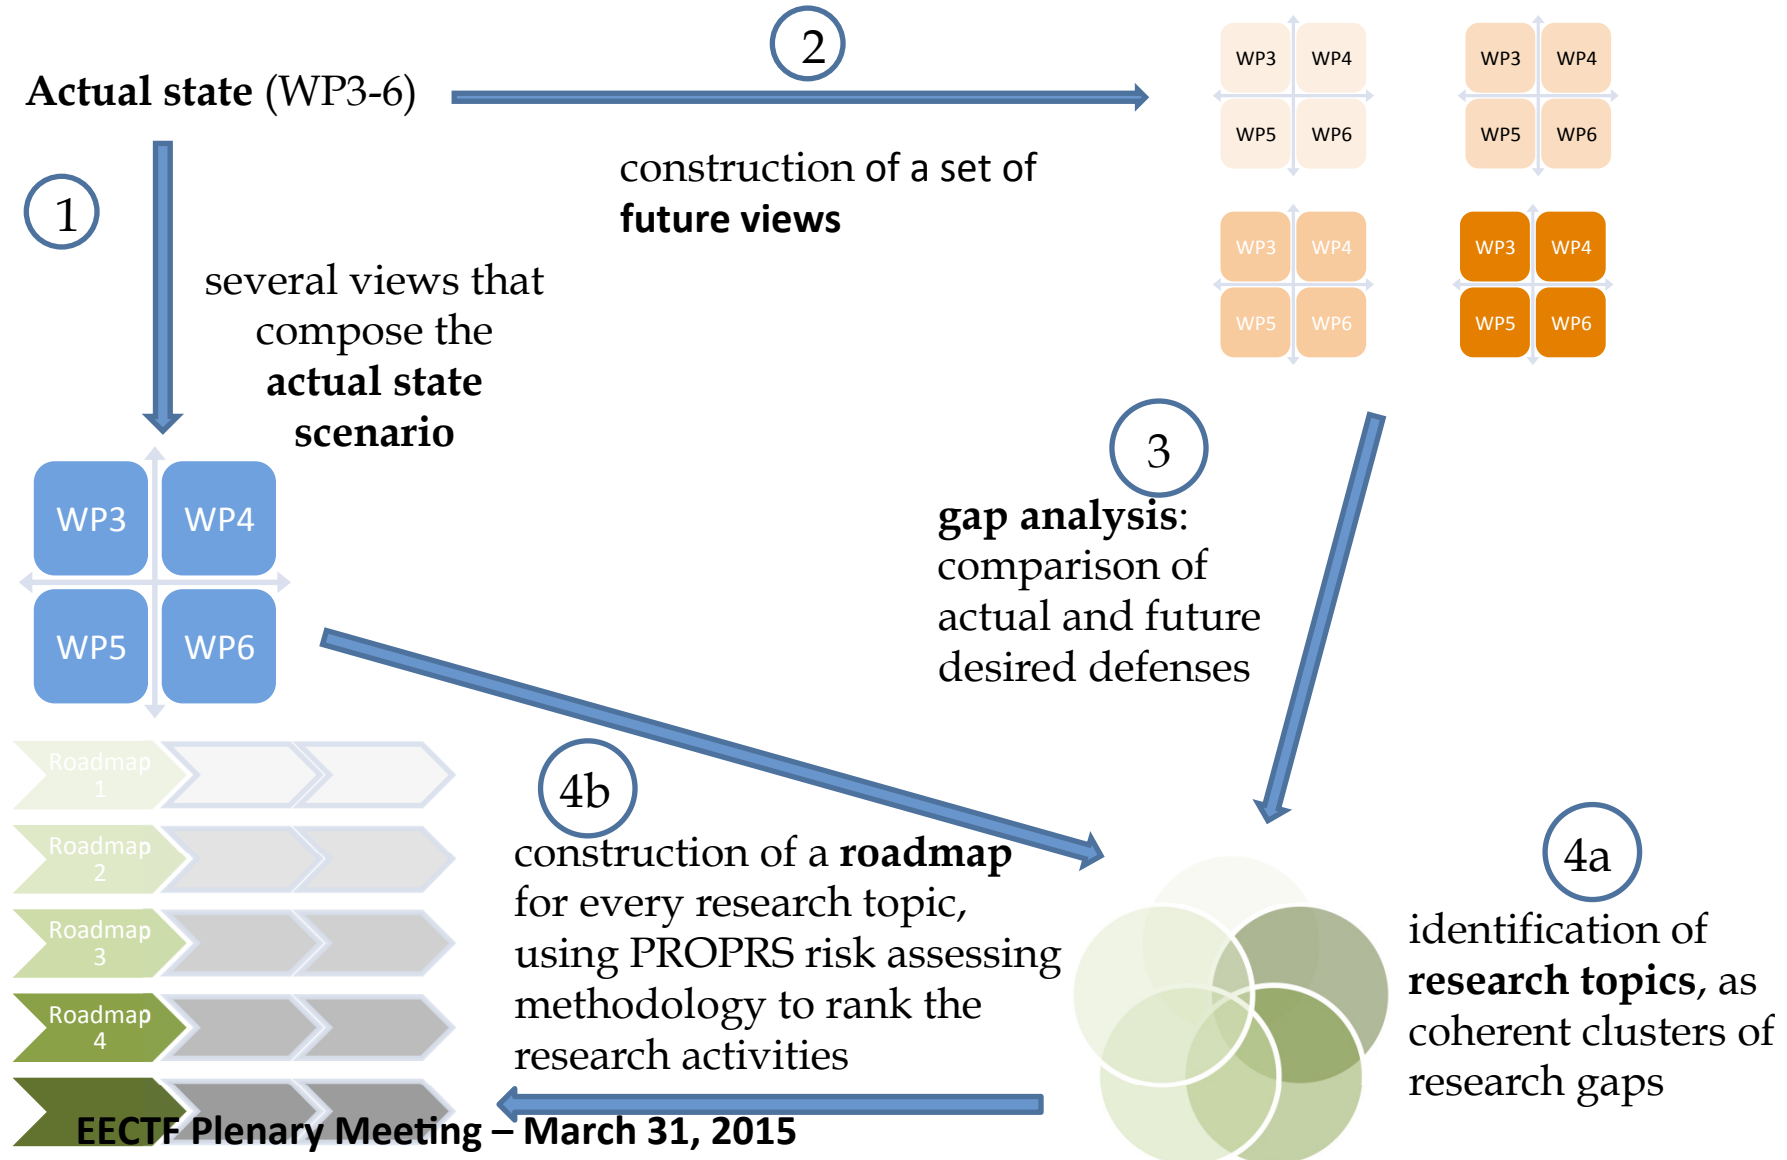 2
Actual state (WP3-6)
WP3 WP4
WP5 WP6
WP3 WP4
WP5 WP6
construction of a set of
future views
1
WP3 WP4
WP5 WP6
WP3 WP4
WP5 WP6
several views that
compose the
actual state
scenario
WP3 WP4
WP5 WP6
3
gap analysis:
comparison of
actual and future
desired defenses
Roadmap
1
Roadmap
2
Roadmap
3
Roadmap
4
4b
construction of a roadmap
for every research topic,
using PROPRS risk assessing
methodology to rank the
research activities
4a
identification of
research topics, as
coherent clusters of
research gaps
EECTF Plenary Meeting – March 31, 2015